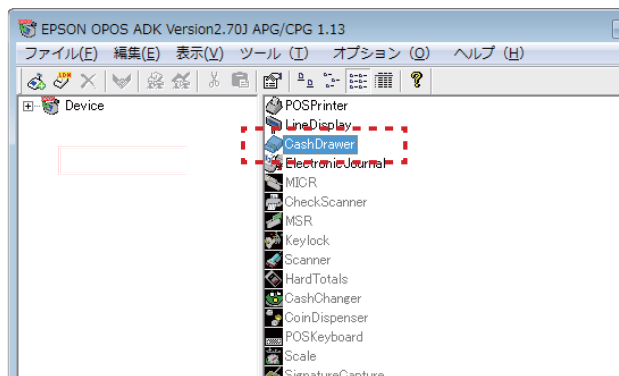 EPSON OPOS ADK Version2.70J APG/CPG 1.13
ファイル(F) 編集(E) 表示(V) ツール (T) オプション (O) ヘルプ (H)
Device
POSPrinter
LineDisplay
CashDrawer
ElectronicJournal
MICR
CheckScanner
MSR
Keylock
Scanner
HardTotals
CashChanger
CoinDispenser
POSKeyboard
Scale
SignatureCapture